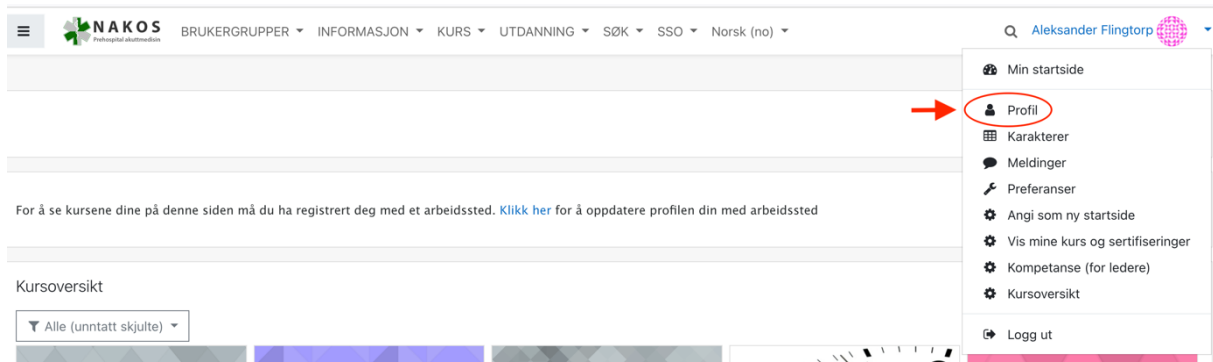 NAKOS
Prehospital akuttmedisin
BRUKERGRUPPER INFORMASJON KURS UTDANNING SØK SSO Norsk (no)
Aleksander Flingtorp
Min startside
Profil
Karakterer
Meldinger
Preferanser
Angi som ny startside
Vis mine kurs og sertifiseringer
Kompetanse (for ledere)
Kursoversikt
Logg ut
For å se kursene dine på denne siden må du ha registrert deg med et arbeidssted. Klikk her for å oppdatere profilen din med arbeidssted
Kursoversikt
Alle (unntatt skjulte)